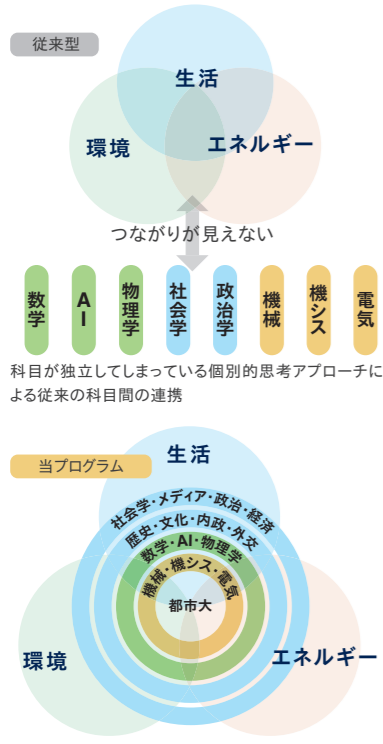 従来型
生活
環境
エネルギー
つながりが見えない
数学
AI
物理学
社会学
政治学
機械
機シス
電気
科目が独立してしまっている個別的思考アプローチに
よる従来の科目間の連携
当プログラム
生活
社会学・メディア・政治・経済
歴史・文化・内政・外交
数学・AI・物理学
機械・機シス・電気
都市大
環境
エネルギー